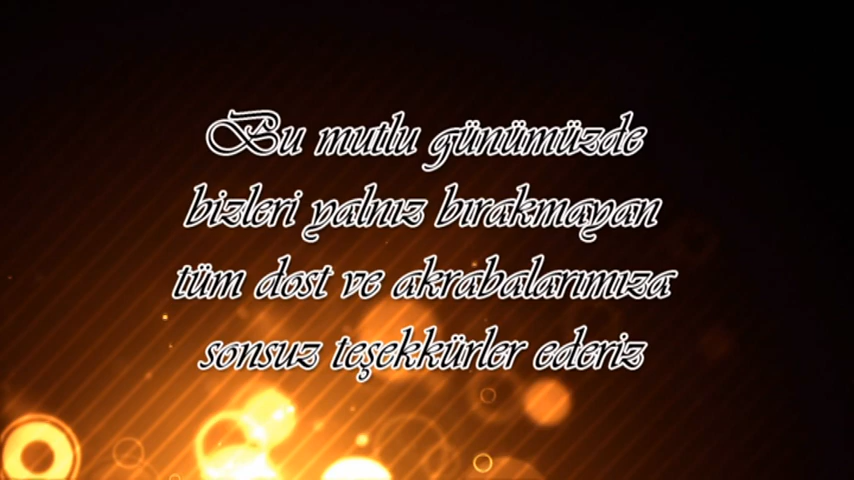 Bu mutlu günümüzde
bizleri yalnız bırakmayan
tüm dost ve akrabalarımıza
sonsuz teşekkürler ederiz